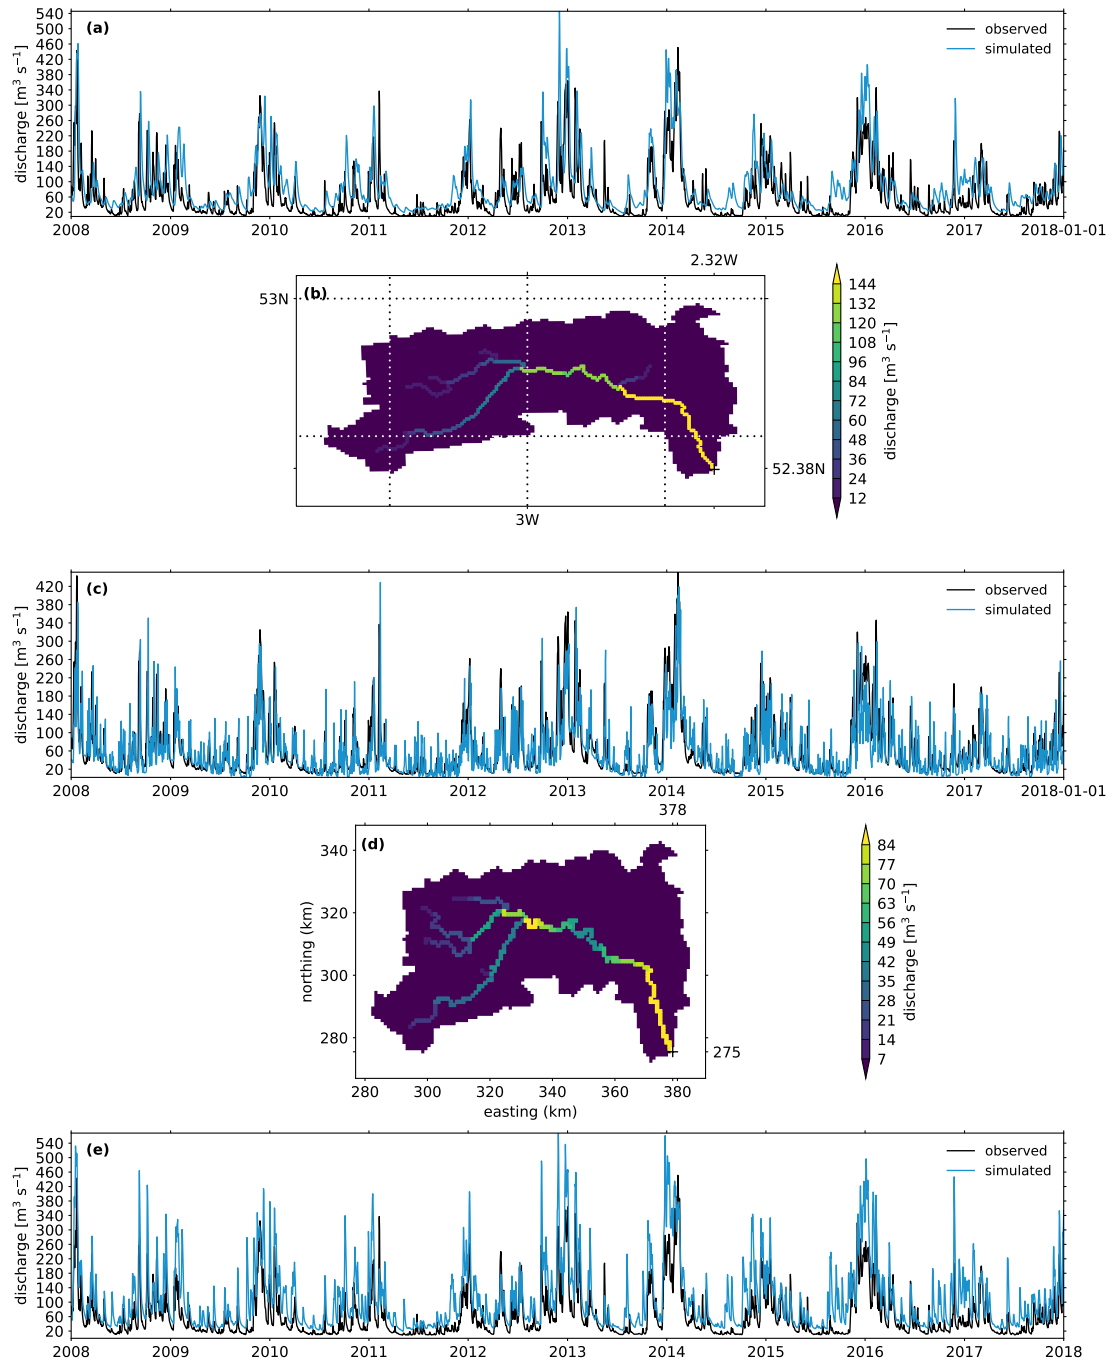 (a)
observed
simulated
discharge [m³ s⁻¹]
540
500
460
420
380
340
300
260
220
180
140
100
60
20
2008 2009 2010 2011 2012 2013 2014 2015 2016 2017 2018-01-01
2.32W
(b)
53N
52.38N
3W
144
132
120
108
96
84
72
60
48
36
24
12
discharge [m³ s⁻¹]
(c)
observed
simulated
discharge [m³ s⁻¹]
420
380
340
300
260
220
180
140
100
60
20
2008 2009 2010 2011 2012 2013 2014 2015 2016 2017 2018-01-01
378
(d)
340
320
300
280
northing (km)
275
280 300 320 340 360 380
easting (km)
84
77
70
63
56
49
42
35
28
21
14
7
discharge [m³ s⁻¹]
(e)
observed
simulated
discharge [m³ s⁻¹]
540
500
460
420
380
340
300
260
220
180
140
100
60
20
2008 2009 2010 2011 2012 2013 2014 2015 2016 2017 2018